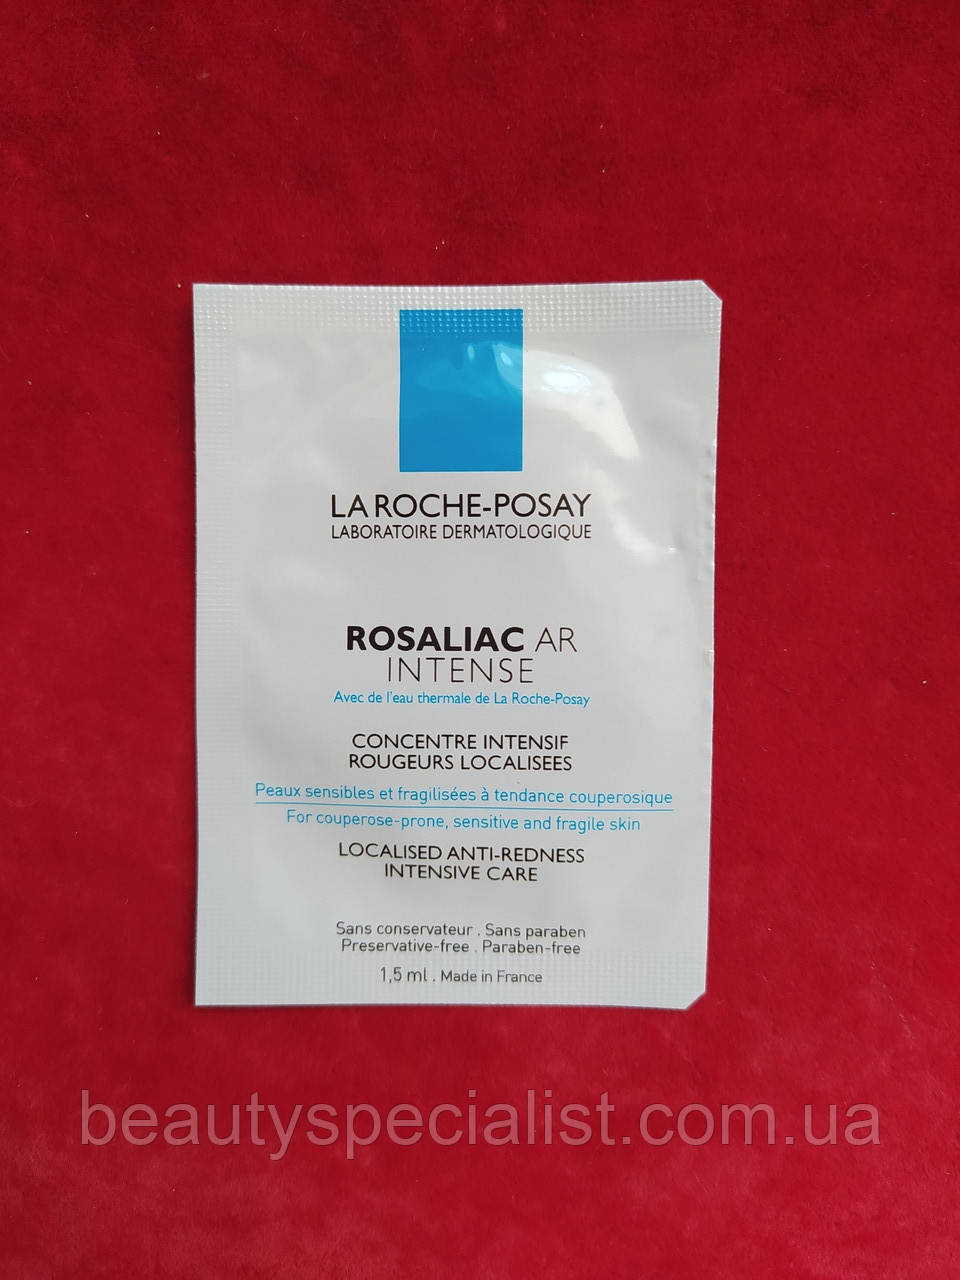 LA ROCHE-POSAY
LABORATOIRE DERMATOLOGIQUE
ROSALIAC AR
INTENSE
Avec de l'eau thermale de La Roche-Posay
CONCENTRE INTENSIF
ROUGEURS LOCALISEES
Peaux sensibles et fragilisées à tendance couperosique
For couperose-prone, sensitive and fragile skin
LOCALISED ANTI-REDNESS
INTENSIVE CARE
Sans conservateur . Sans paraben
Preservative-free . Paraben-free
1,5 ml . Made in France
beautyspecialist.com.ua